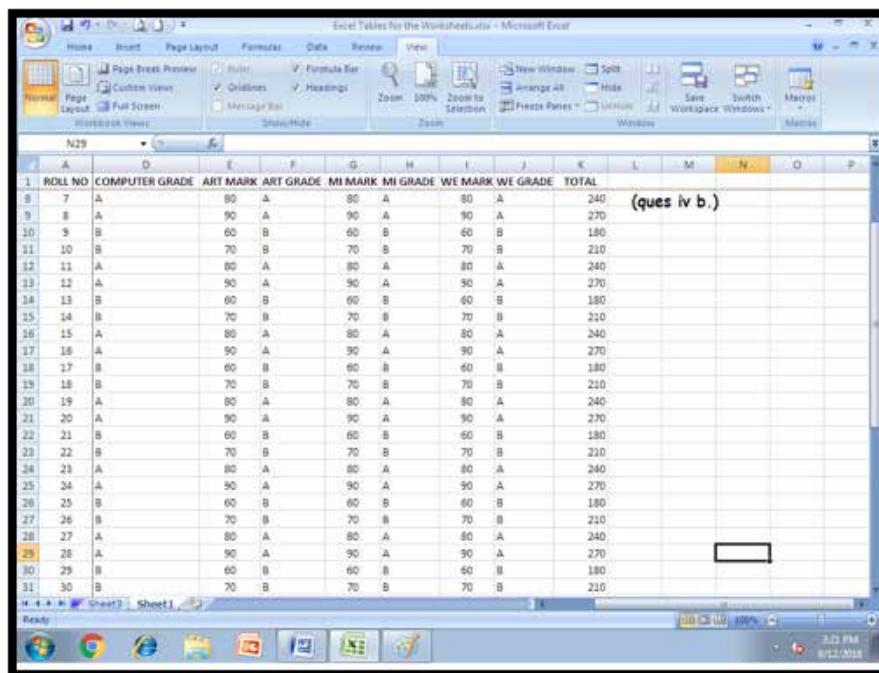 Excel Tables for the Worksheets.xlsx - Microsoft Excel
Home Insert Page Layout Formulas Data Review View
Normal Page Layout Page Break Preview Custom Views Full Screen Ruler Gridlines Message Bar Formula Bar Headings Zoom 100% Zoom to Selection New Window Arrange All Freeze Panes Split Hide Unhide Save Workspace Switch Windows Macros
Workbook Views Show/Hide Zoom Window Macros
N29 fx
A D E F G H I J K L M N O P
1 ROLL NO COMPUTER GRADE ART MARK ART GRADE MI MARK MI GRADE WE MARK WE GRADE TOTAL
8 7 A 80 A 80 A 80 A 240 (ques iv b.)
9 8 A 90 A 90 A 90 A 270
10 9 B 60 B 60 B 60 B 180
11 10 B 70 B 70 B 70 B 210
12 11 A 80 A 80 A 80 A 240
13 12 A 90 A 90 A 90 A 270
14 13 B 60 B 60 B 60 B 180
15 14 B 70 B 70 B 70 B 210
16 15 A 80 A 80 A 80 A 240
17 16 A 90 A 90 A 90 A 270
18 17 B 60 B 60 B 60 B 180
19 18 B 70 B 70 B 70 B 210
20 19 A 80 A 80 A 80 A 240
21 20 A 90 A 90 A 90 A 270
22 21 B 60 B 60 B 60 B 180
23 22 B 70 B 70 B 70 B 210
24 23 A 80 A 80 A 80 A 240
25 24 A 90 A 90 A 90 A 270
26 25 B 60 B 60 B 60 B 180
27 26 B 70 B 70 B 70 B 210
28 27 A 80 A 80 A 80 A 240
29 28 A 90 A 90 A 90 A 270
30 29 B 60 B 60 B 60 B 180
31 30 B 70 B 70 B 70 B 210
Sheet1
Ready 100%
3:21 PM